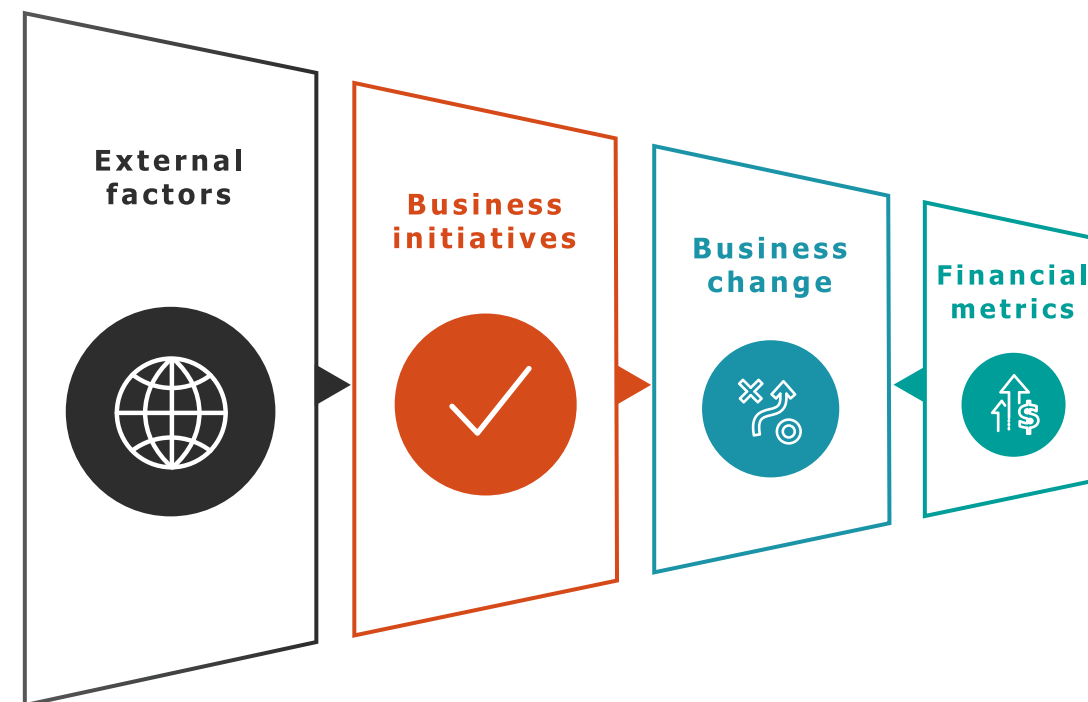 External
factors
Business
initiatives
Business
change
Financial
metrics
$